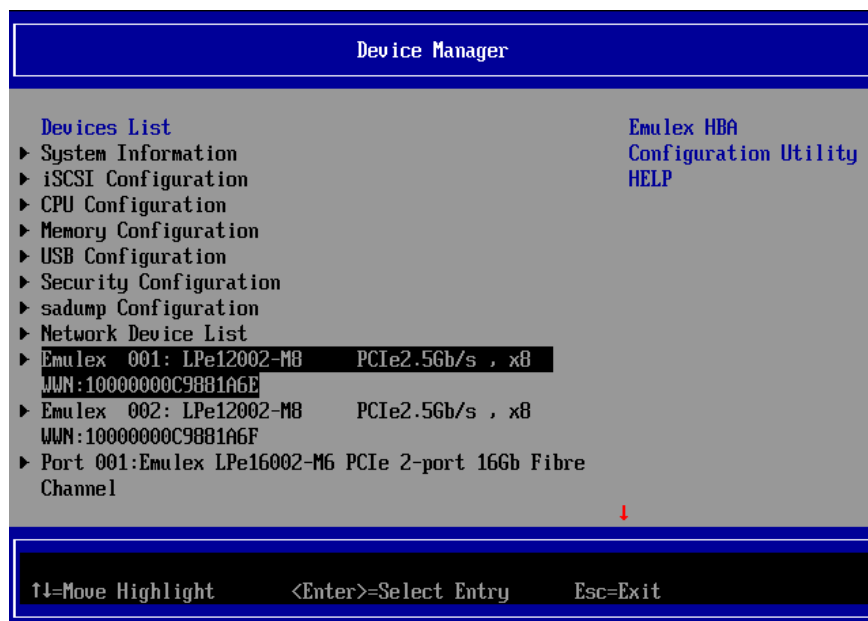 Device Manager
Devices List
▶ System Information
▶ iSCSI Configuration
▶ CPU Configuration
▶ Memory Configuration
▶ USB Configuration
▶ Security Configuration
▶ sadump Configuration
▶ Network Device List
▶ Emulex 001: LPe12002-M8 PCIe2.5Gb/s , x8
WWN:10000000C9881A6E
▶ Emulex 002: LPe12002-M8 PCIe2.5Gb/s , x8
WWN:10000000C9881A6F
▶ Port 001:Emulex LPe16002-M6 PCIe 2-port 16Gb Fibre
Channel
Emulex HBA
Configuration Utility
HELP
↓
↑↓=Move Highlight <Enter>=Select Entry Esc=Exit